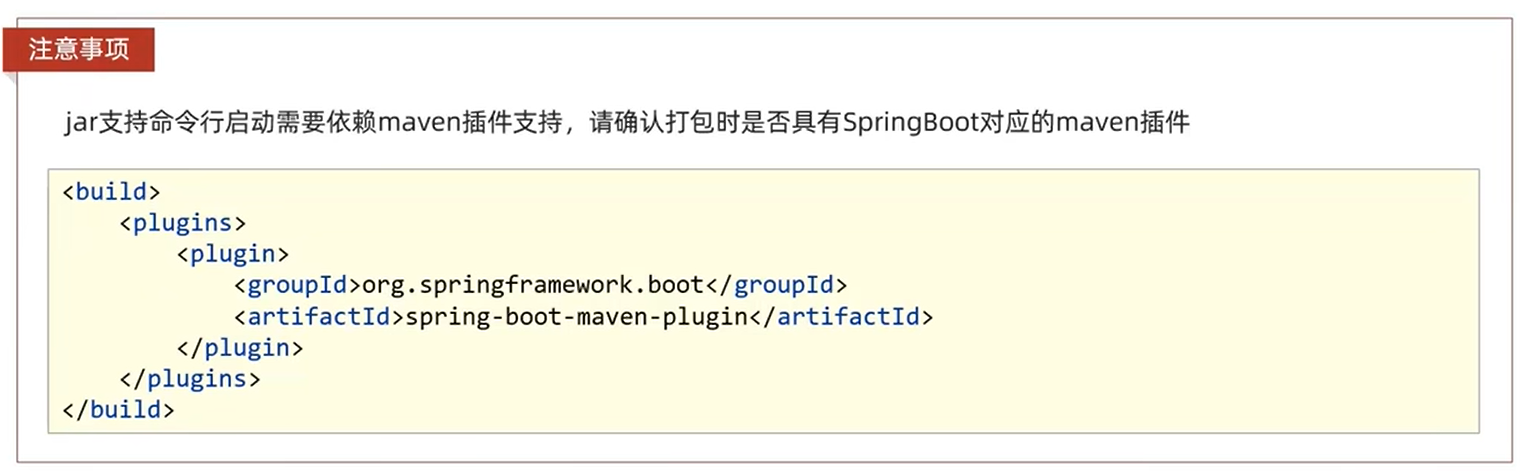 注意事项
jar支持命令行启动需要依赖maven插件支持，请确认打包时是否具有SpringBoot对应的maven插件
<build>
    <plugins>
        <plugin>
            <groupId>org.springframework.boot</groupId>
            <artifactId>spring-boot-maven-plugin</artifactId>
        </plugin>
    </plugins>
</build>